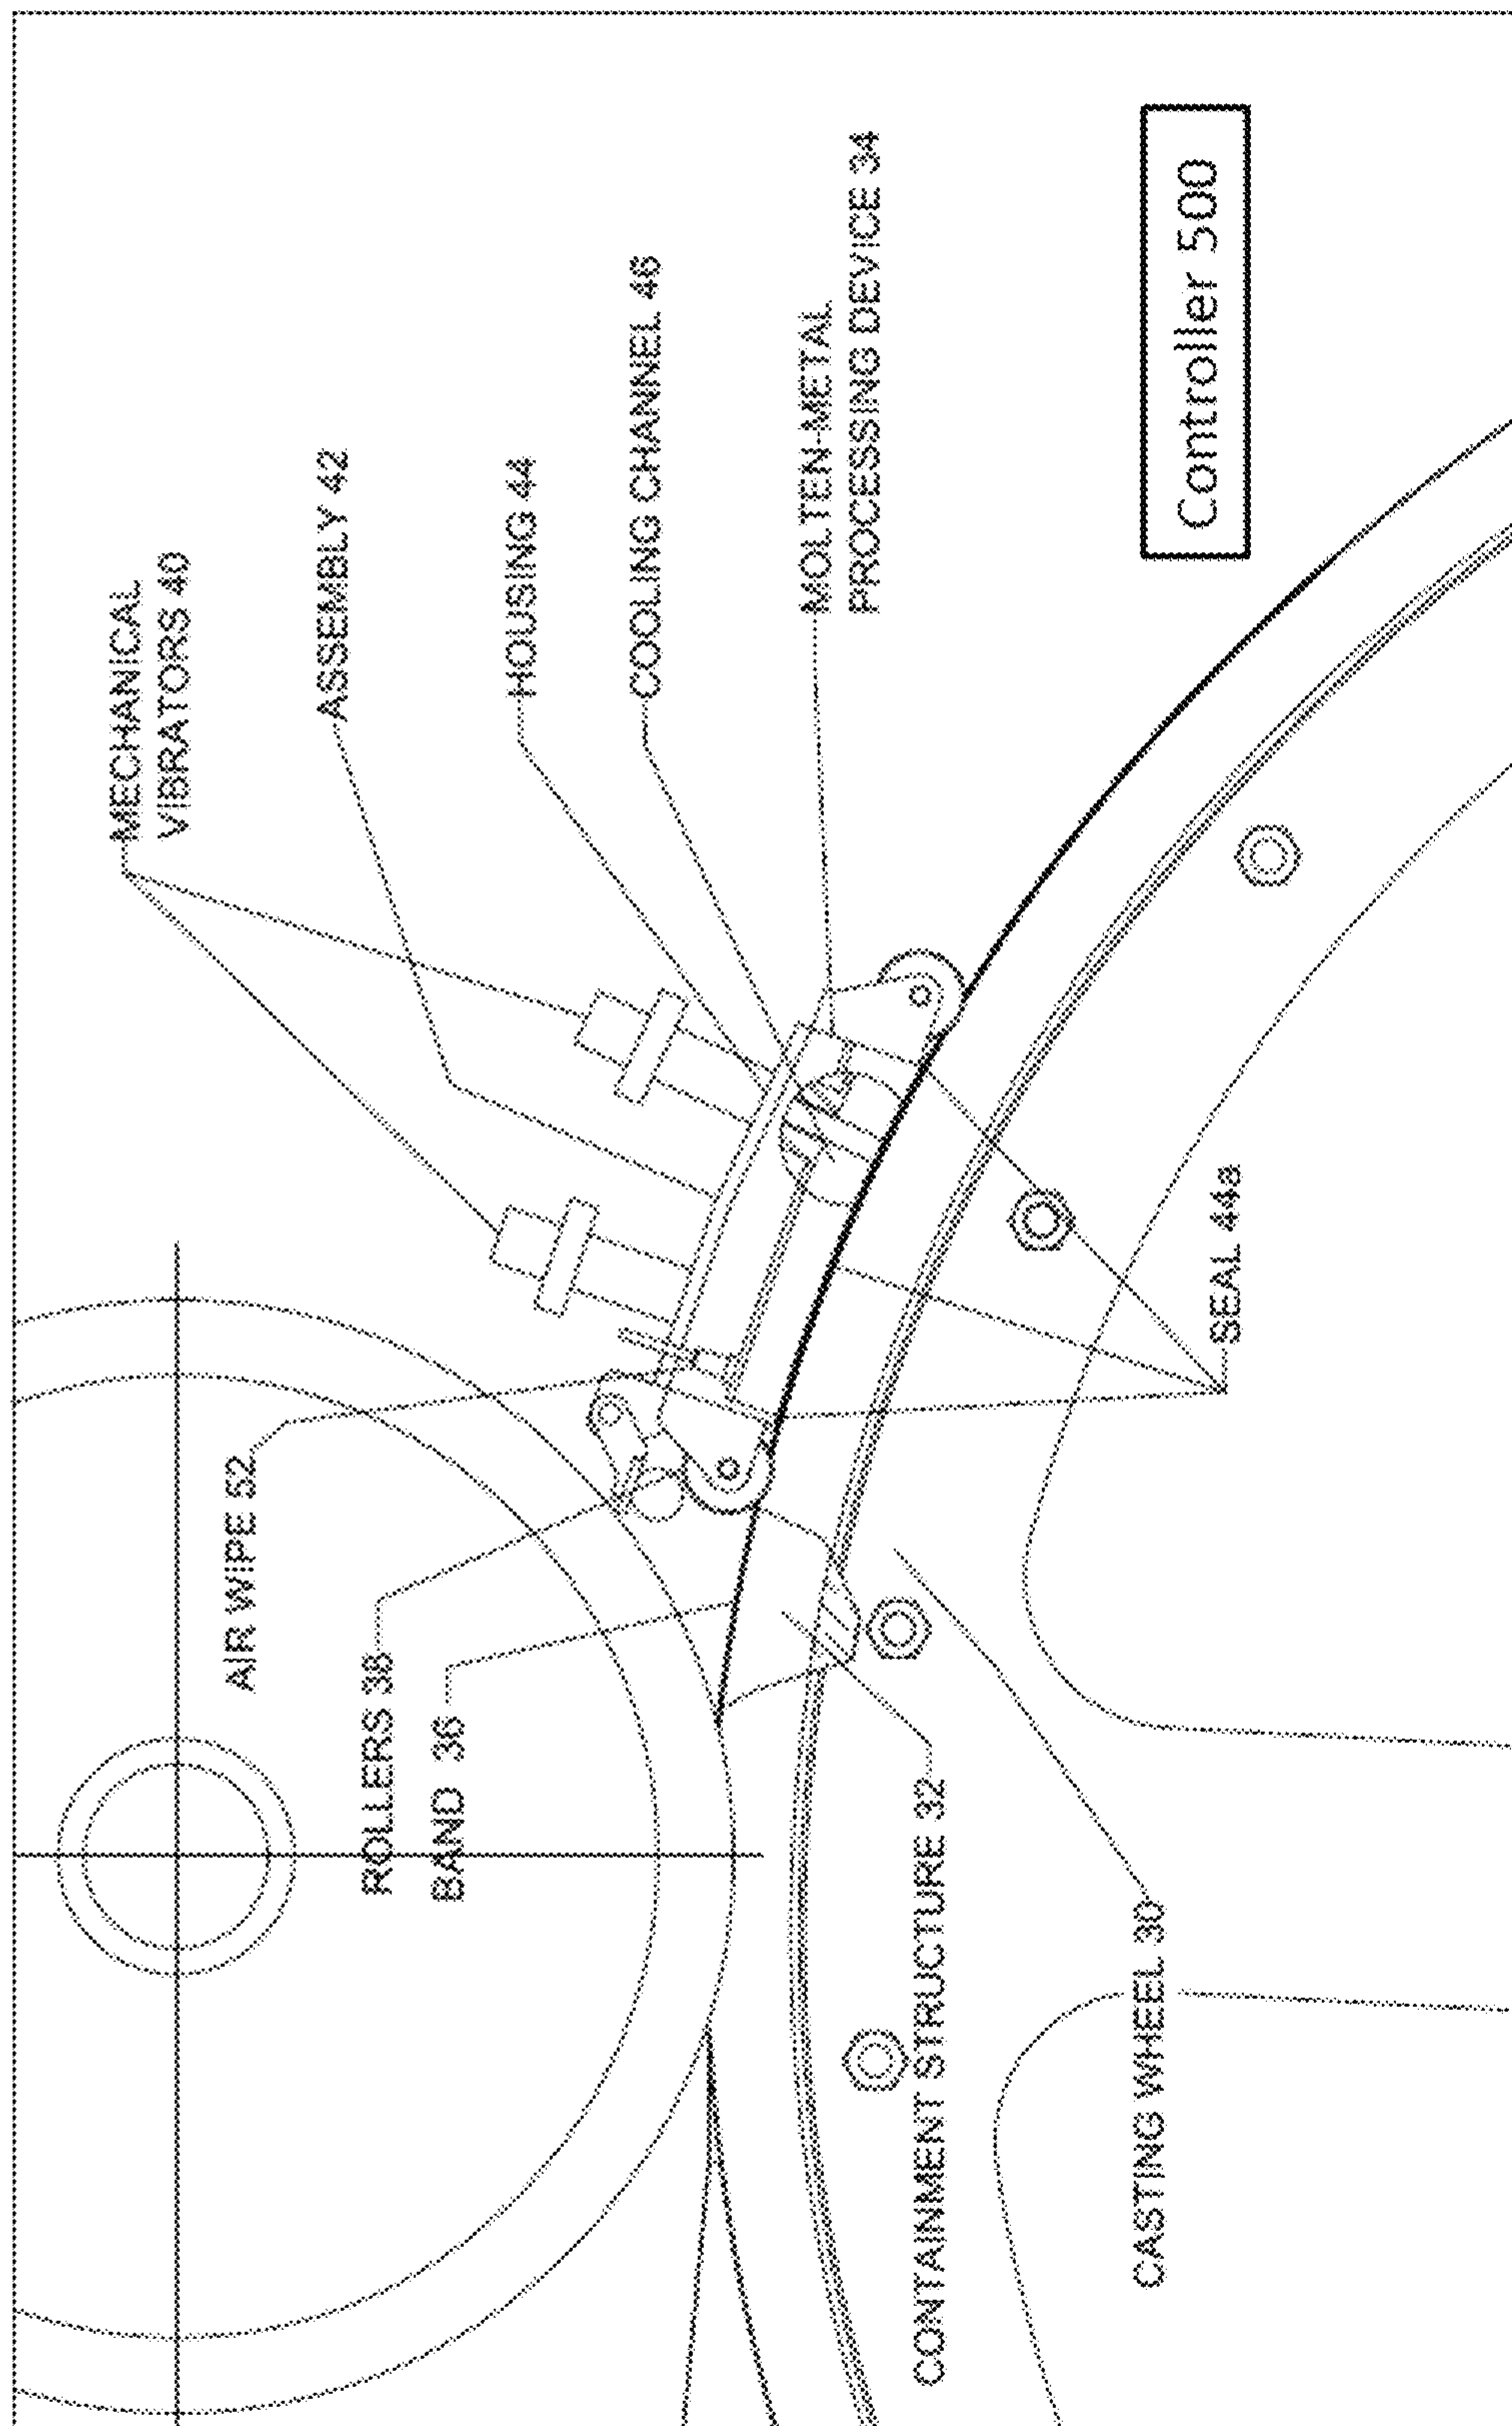 MECHANICAL
VIBRATORS 40
ASSEMBLY 42
HOUSING 44
COOLING CHANNEL 46
MOLTEN-METAL
PROCESSING DEVICE 34
Controller 500
AIR WIPE 52
ROLLERS 38
BAND 36
SEAL 44a
CONTAINMENT STRUCTURE 32
CASTING WHEEL 30